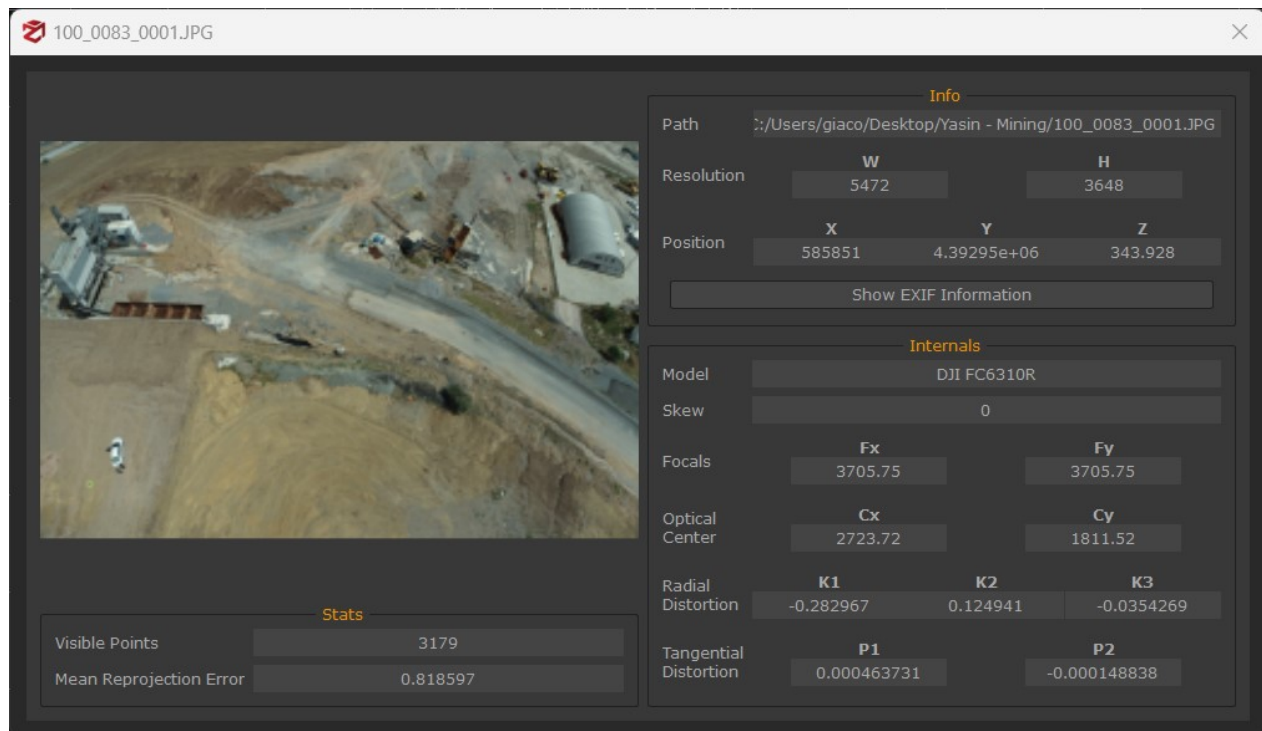 100_0083_0001.JPG
Info
Path :/Users/giaco/Desktop/Yasin - Mining/100_0083_0001.JPG
Resolution
W H
5472 3648
Position
X Y Z
585851 4.39295e+06 343.928
Show EXIF Information
Internals
Model DJI FC6310R
Skew 0
Focals
Fx Fy
3705.75 3705.75
Optical Center
Cx Cy
2723.72 1811.52
Radial Distortion
K1 K2 K3
-0.282967 0.124941 -0.0354269
Tangential Distortion
P1 P2
0.000463731 -0.000148838
Stats
Visible Points 3179
Mean Reprojection Error 0.818597